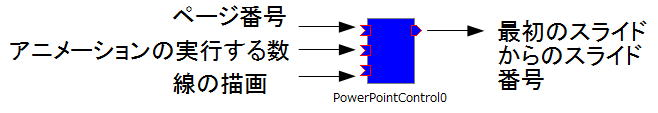 ページ番号
アニメーションの実行する数
線の描画
最初のスライド
からのスライド
番号
PowerPointControl0